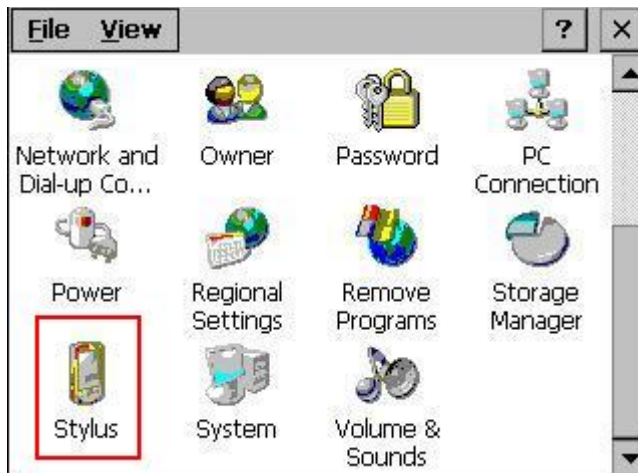 File View ? ×
Network and Dial-up Co...
Owner
Password
PC Connection
Power
Regional Settings
Remove Programs
Storage Manager
Stylus
System
Volume & Sounds